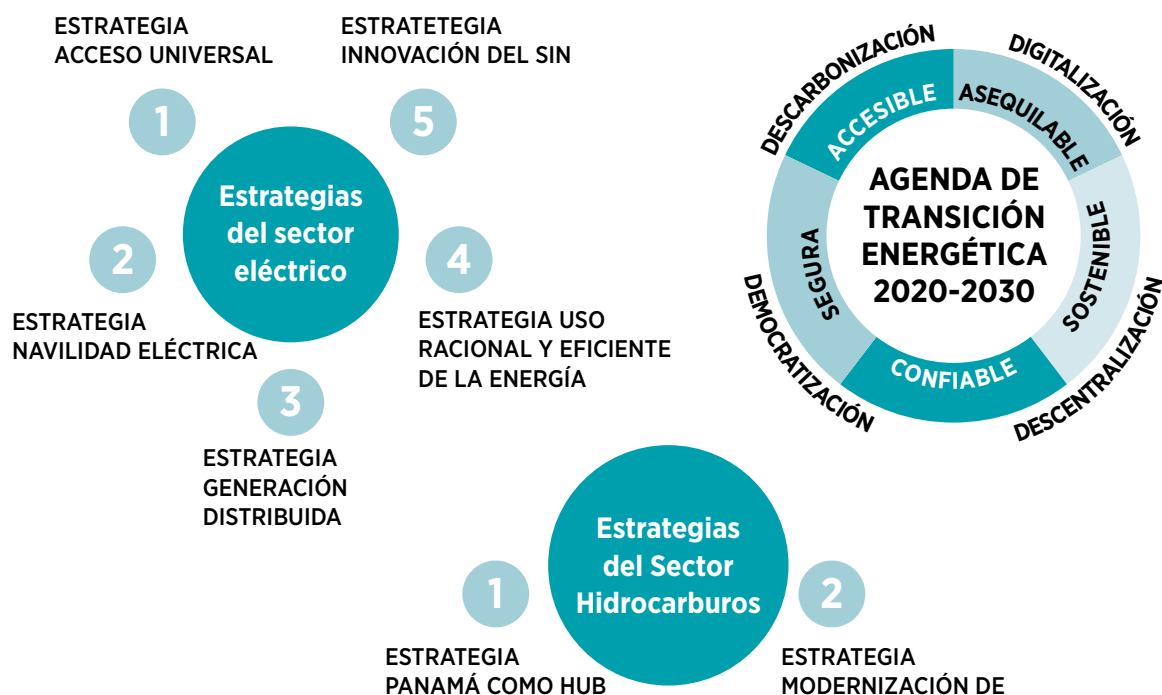 ESTRATEGIA
ACCESO UNIVERSAL
1
ESTRATETEGIA
INNOVACIÓN DEL SIN
5
Estrategias
del sector
eléctrico
2
ESTRATEGIA
NAVILIDAD ELÉCTRICA
4
ESTRATEGIA USO
RACIONAL Y EFICIENTE
DE LA ENERGÍA
3
ESTRATEGIA
GENERACIÓN
DISTRIBUIDA
DESCARBONIZACIÓN
DIGITALIZACIÓN
ACCESIBLE
ASEQUILABLE
AGENDA DE
TRANSICIÓN
ENERGÉTICA
2020-2030
SEGURA
SOSTENIBLE
CONFIABLE
DEMOCRATIZACIÓN
DESCENTRALIZACIÓN
Estrategias
del Sector
Hidrocarburos
1
ESTRATEGIA
PANAMÁ COMO HUB
2
ESTRATEGIA
MODERNIZACIÓN DE